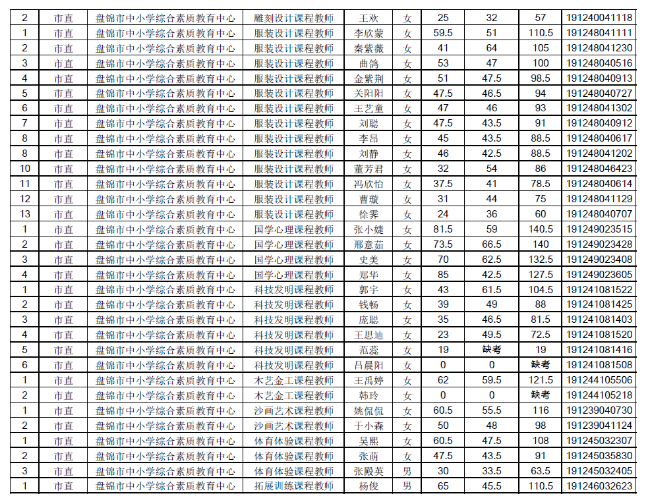 2 市直 盘锦市中小学综合素质教育中心 雕刻设计课程教师 王欢 女 25 32 57 191240041118
1 市直 盘锦市中小学综合素质教育中心 服装设计课程教师 李欣蒙 女 59.5 51 110.5 191248041111
2 市直 盘锦市中小学综合素质教育中心 服装设计课程教师 秦紫薇 女 41 64 105 191248041230
3 市直 盘锦市中小学综合素质教育中心 服装设计课程教师 曲鸽 女 53 47 100 191248040516
4 市直 盘锦市中小学综合素质教育中心 服装设计课程教师 金紫荆 女 51 47.5 98.5 191248040913
5 市直 盘锦市中小学综合素质教育中心 服装设计课程教师 关阳阳 女 47.5 46.5 94 191248040727
6 市直 盘锦市中小学综合素质教育中心 服装设计课程教师 王艺童 女 47 46 93 191248041302
7 市直 盘锦市中小学综合素质教育中心 服装设计课程教师 刘聪 女 47.5 43.5 91 191248040912
8 市直 盘锦市中小学综合素质教育中心 服装设计课程教师 李昂 女 45 43.5 88.5 191248040617
8 市直 盘锦市中小学综合素质教育中心 服装设计课程教师 刘静 女 46 42.5 88.5 191248041202
10 市直 盘锦市中小学综合素质教育中心 服装设计课程教师 董芳君 女 32 54 86 191248046423
11 市直 盘锦市中小学综合素质教育中心 服装设计课程教师 冯欣怡 女 37.5 41 78.5 191248040614
12 市直 盘锦市中小学综合素质教育中心 服装设计课程教师 曹璇 女 31 44 75 191248041129
13 市直 盘锦市中小学综合素质教育中心 服装设计课程教师 徐霁 女 24 36 60 191248040707
1 市直 盘锦市中小学综合素质教育中心 国学心理课程教师 张小婕 女 81.5 59 140.5 191249023515
2 市直 盘锦市中小学综合素质教育中心 国学心理课程教师 邢意茹 女 73.5 66.5 140 191249023428
3 市直 盘锦市中小学综合素质教育中心 国学心理课程教师 史美 女 70 62.5 132.5 191249023408
4 市直 盘锦市中小学综合素质教育中心 国学心理课程教师 郑华 女 85 42.5 127.5 191249023605
1 市直 盘锦市中小学综合素质教育中心 科技发明课程教师 郭宇 女 43 61.5 104.5 191241081522
2 市直 盘锦市中小学综合素质教育中心 科技发明课程教师 钱畅 女 39 49 88 191241081425
3 市直 盘锦市中小学综合素质教育中心 科技发明课程教师 庞聪 女 35 46.5 81.5 191241081403
4 市直 盘锦市中小学综合素质教育中心 科技发明课程教师 王思迪 女 23 49.5 72.5 191241081520
5 市直 盘锦市中小学综合素质教育中心 科技发明课程教师 范蕊 女 19 缺考 19 191241081416
6 市直 盘锦市中小学综合素质教育中心 科技发明课程教师 吕晨阳 女 0 0 缺考 191241081508
1 市直 盘锦市中小学综合素质教育中心 木艺金工课程教师 王禹婷 女 62 59.5 121.5 191244105506
2 市直 盘锦市中小学综合素质教育中心 木艺金工课程教师 韩玲 女 0 0 缺考 191244105218
1 市直 盘锦市中小学综合素质教育中心 沙画艺术课程教师 姚侃侃 女 60.5 55.5 116 191239040730
2 市直 盘锦市中小学综合素质教育中心 沙画艺术课程教师 于小森 女 50 48 98 191239041124
1 市直 盘锦市中小学综合素质教育中心 体育体验课程教师 吴熙 女 60.5 47.5 108 191245032307
2 市直 盘锦市中小学综合素质教育中心 体育体验课程教师 张萌 女 47.5 43.5 91 191245035830
3 市直 盘锦市中小学综合素质教育中心 体育体验课程教师 张殿英 男 30 33.5 63.5 191245032405
1 市直 盘锦市中小学综合素质教育中心 拓展训练课程教师 杨俊 男 65 45.5 110.5 191246032623